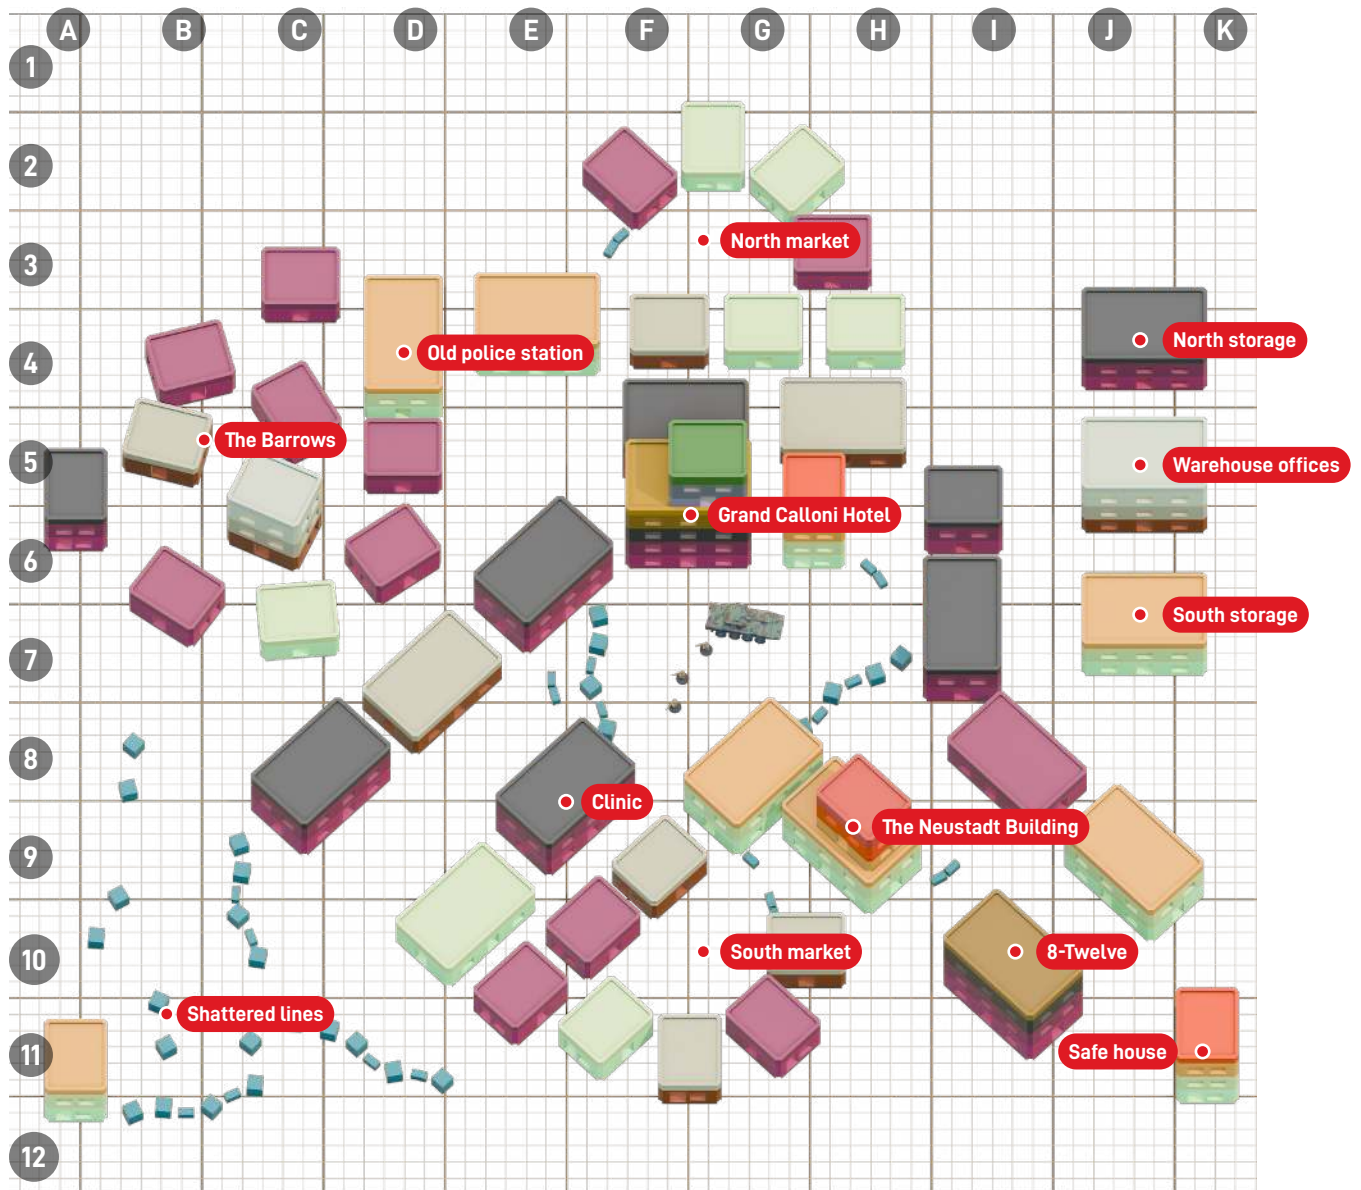 A B C D E F G H I J K
1
2
North market
3
Old police station
North storage
4
The Barrows
Warehouse offices
5
Grand Calloni Hotel
6
South storage
7
8
Clinic
The Neustadt Building
9
South market
8-Twelve
10
Shattered lines
Safe house
11
12